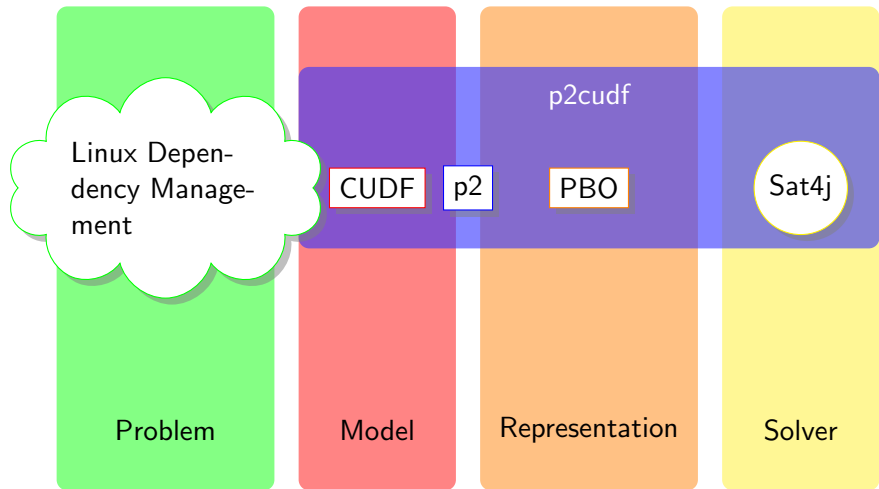 p2cudf
Linux Depen-
dency Manage-
ment
CUDF
p2
PBO
Sat4j
Problem
Model
Representation
Solver